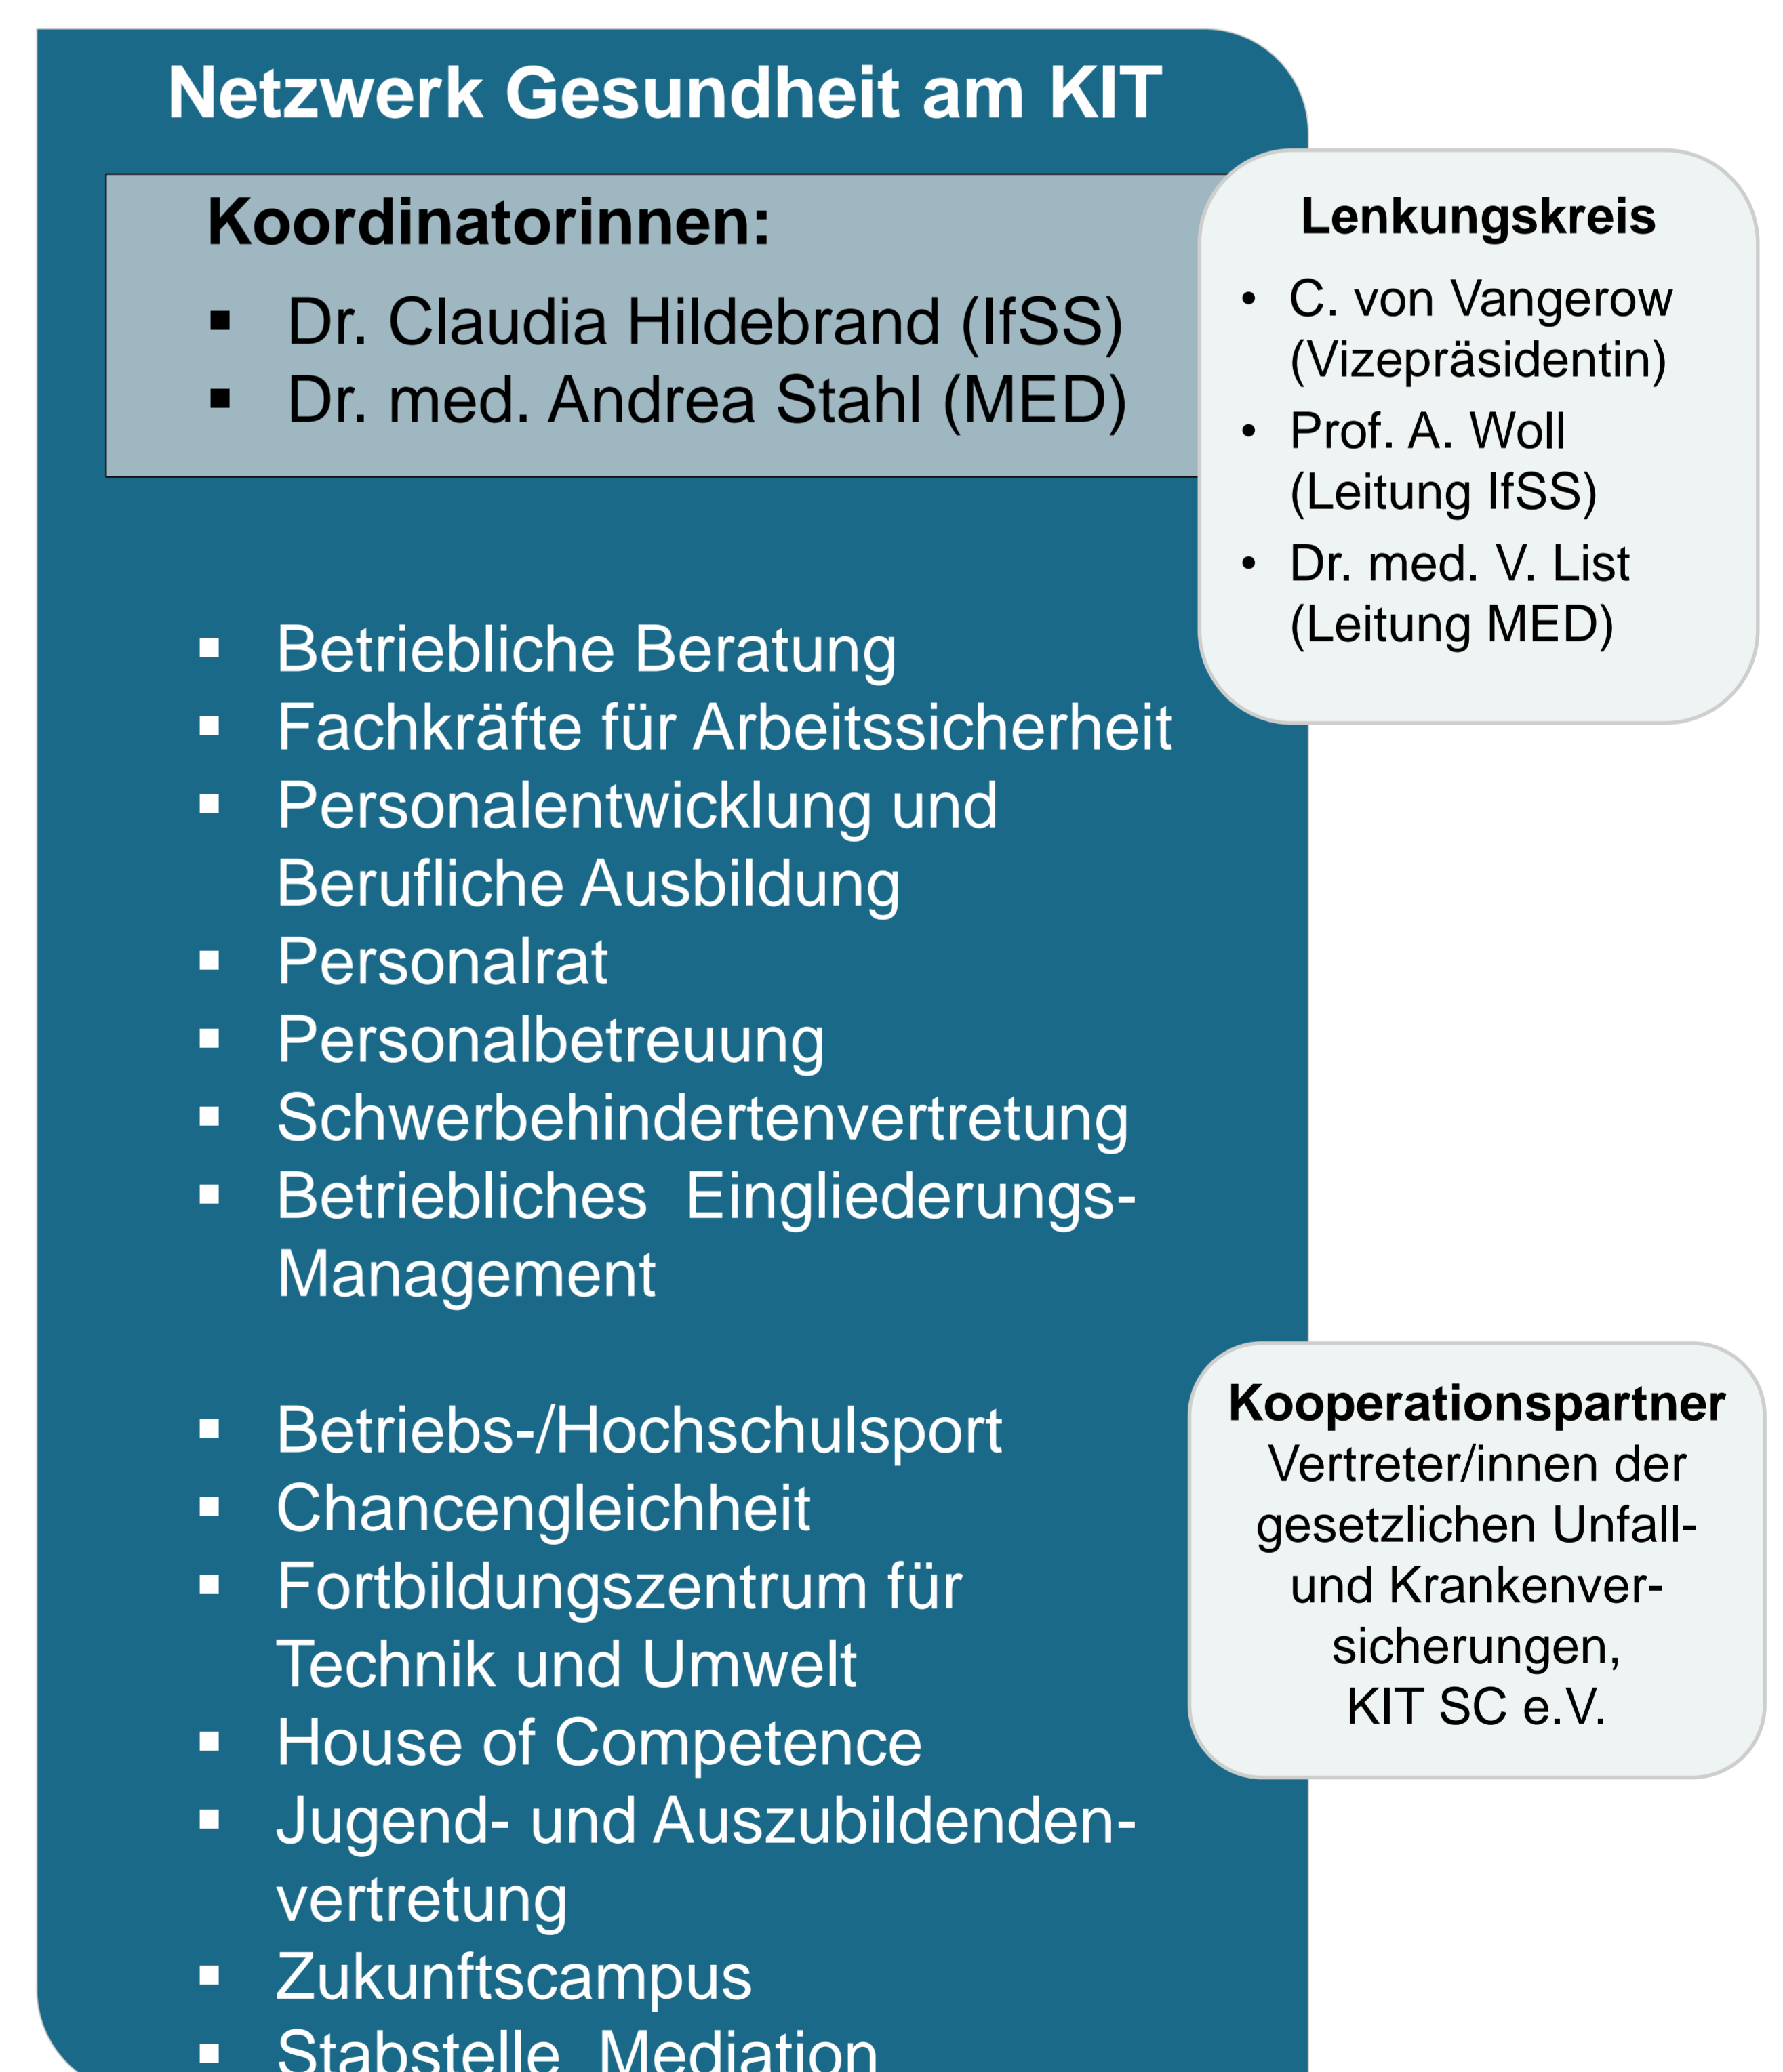 Netzwerk Gesundheit am KIT
Koordinatorinnen:
▪ Dr. Claudia Hildebrand (IfSS)
▪ Dr. med. Andrea Stahl (MED)
Lenkungskreis
• C. von Vangerow
(Vizepräsidentin)
• Prof. A. Woll
(Leitung IfSS)
• Dr. med. V. List
(Leitung MED)
▪ Betriebliche Beratung
▪ Fachkräfte für Arbeitssicherheit
▪ Personalentwicklung und
Berufliche Ausbildung
▪ Personalrat
▪ Personalbetreuung
▪ Schwerbehindertenvertretung
▪ Betriebliches Eingliederungs-
Management
▪ Betriebs-/Hochschulsport
▪ Chancengleichheit
▪ Fortbildungszentrum für
Technik und Umwelt
▪ House of Competence
▪ Jugend- und Auszubildenden-
vertretung
▪ Zukunftscampus
▪ Stabstelle Mediation
Kooperationspartner
Vertreter/innen der
gesetzlichen Unfall-
und Krankenver-
sicherungen,
KIT SC e.V.